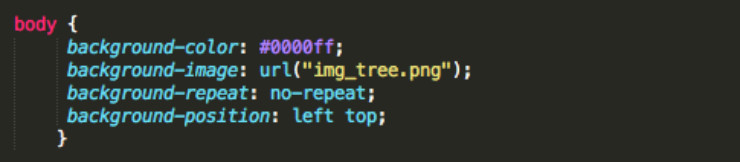 body {
background-color: #0000ff;
background-image: url("img_tree.png");
background-repeat: no-repeat;
background-position: left top;
}